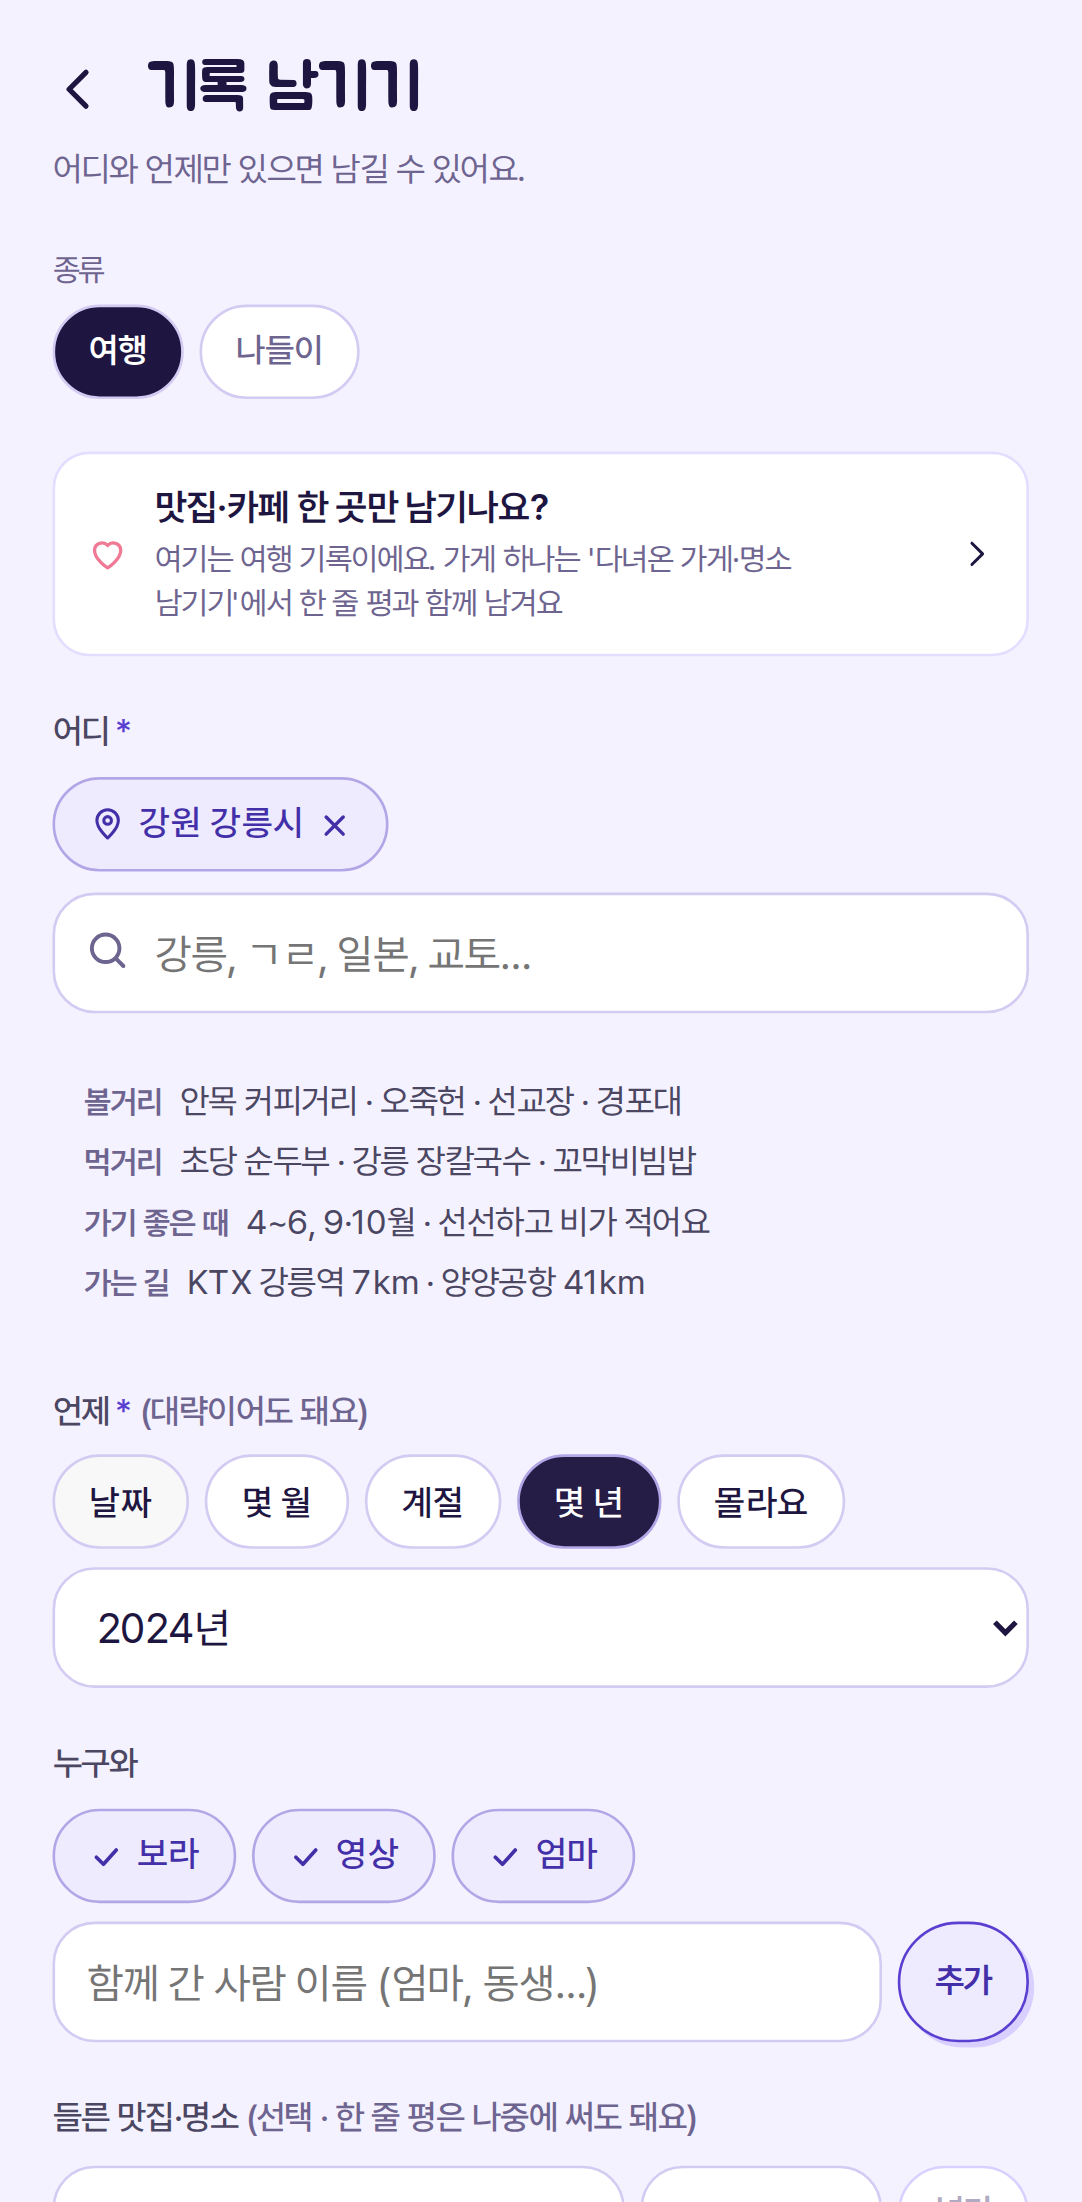 기록 남기기
어디와 언제만 있으면 남길 수 있어요.
종류
여행 나들이
맛집·카페 한 곳만 남기나요?
여기는 여행 기록이에요. 가게 하나는 '다녀온 가게·명소
남기기'에서 한 줄 평과 함께 남겨요
어디 *
강원 강릉시
강릉, ㄱㄹ, 일본, 교토...
볼거리 안목 커피거리 · 오죽헌 · 선교장 · 경포대
먹거리 초당 순두부 · 강릉 장칼국수 · 꼬막비빔밥
가기 좋은 때 4~6, 9·10월 · 선선하고 비가 적어요
가는 길 KTX 강릉역 7km · 양양공항 41km
언제 * (대략이어도 돼요)
날짜 몇 월 계절 몇 년 몰라요
2024년
누구와
보라 영상 엄마
함께 간 사람 이름 (엄마, 동생...)
추가
들른 맛집·명소 (선택 · 한 줄 평은 나중에 써도 돼요)